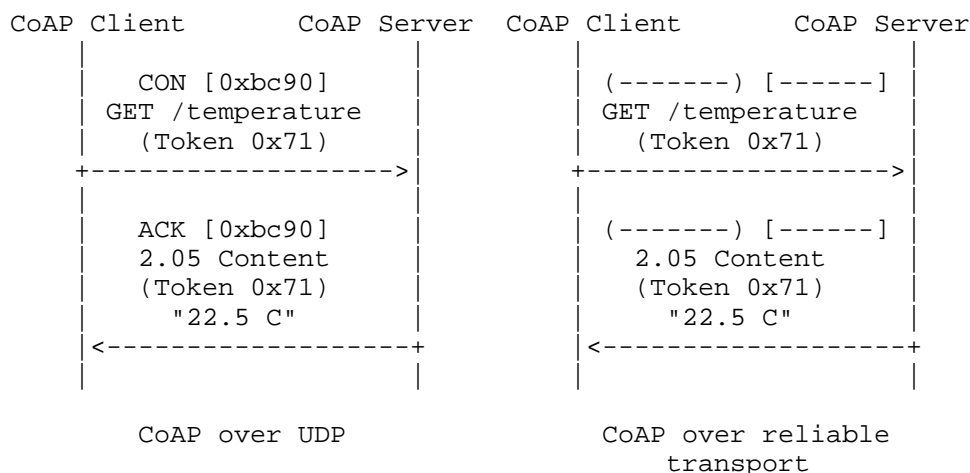 CoAP Client       CoAP Server  CoAP Client       CoAP Server
    |                    |         |                    |
    |   CON [0xbc90]     |         | (-------) [------] |
    | GET /temperature   |         | GET /temperature   |
    |   (Token 0x71)     |         |   (Token 0x71)     |
    +------------------->|         +------------------->|
    |                    |         |                    |
    |   ACK [0xbc90]     |         | (-------) [------] |
    |   2.05 Content     |         |   2.05 Content     |
    |   (Token 0x71)     |         |   (Token 0x71)     |
    |     "22.5 C"       |         |     "22.5 C"       |
    |<-------------------+         |<-------------------+
    |                    |         |                    |

        CoAP over UDP                CoAP over reliable
                                         transport